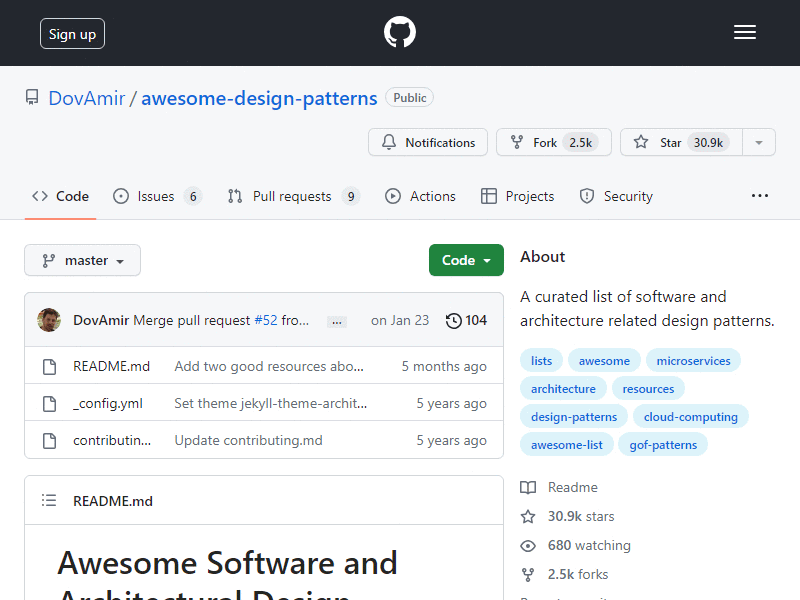 Sign up
DovAmir / awesome-design-patterns Public
Notifications Fork 2.5k Star 30.9k
Code Issues 6 Pull requests 9 Actions Projects Security ...
master Code
DovAmir Merge pull request #52 fro... ... on Jan 23 104
README.md Add two good resources abo... 5 months ago
_config.yml Set theme jekyll-theme-archit... 5 years ago
contributin... Update contributing.md 5 years ago
README.md
Awesome Software and
Architectural Design
About
A curated list of software and
architecture related design patterns.
lists awesome microservices
architecture resources
design-patterns cloud-computing
awesome-list gof-patterns
Readme
30.9k stars
680 watching
2.5k forks